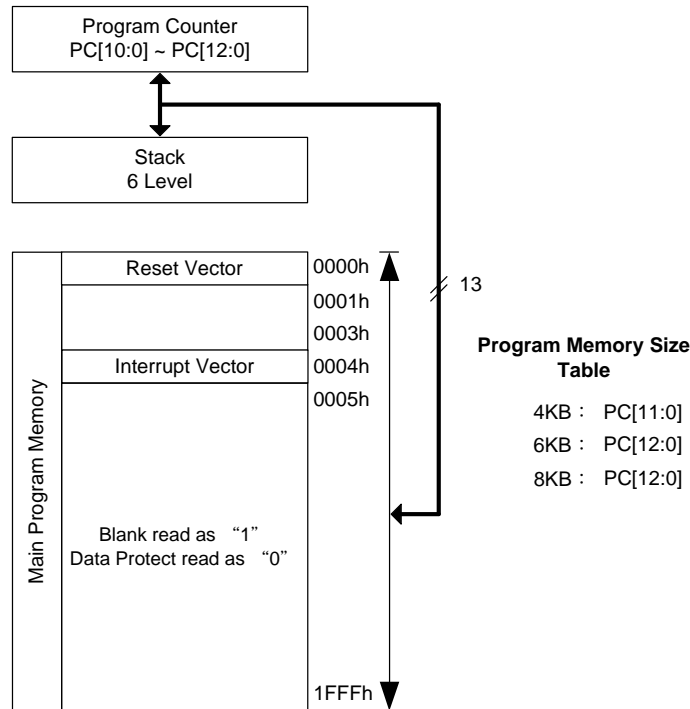 Program Counter
PC[10:0] ~ PC[12:0]
Stack
6 Level
Main Program Memory
Reset Vector
0000h
0001h
0003h
Interrupt Vector
0004h
0005h
Blank read as “1”
Data Protect read as “0”
1FFFh
13
Program Memory Size
Table
4KB： PC[11:0]
6KB： PC[12:0]
8KB： PC[12:0]